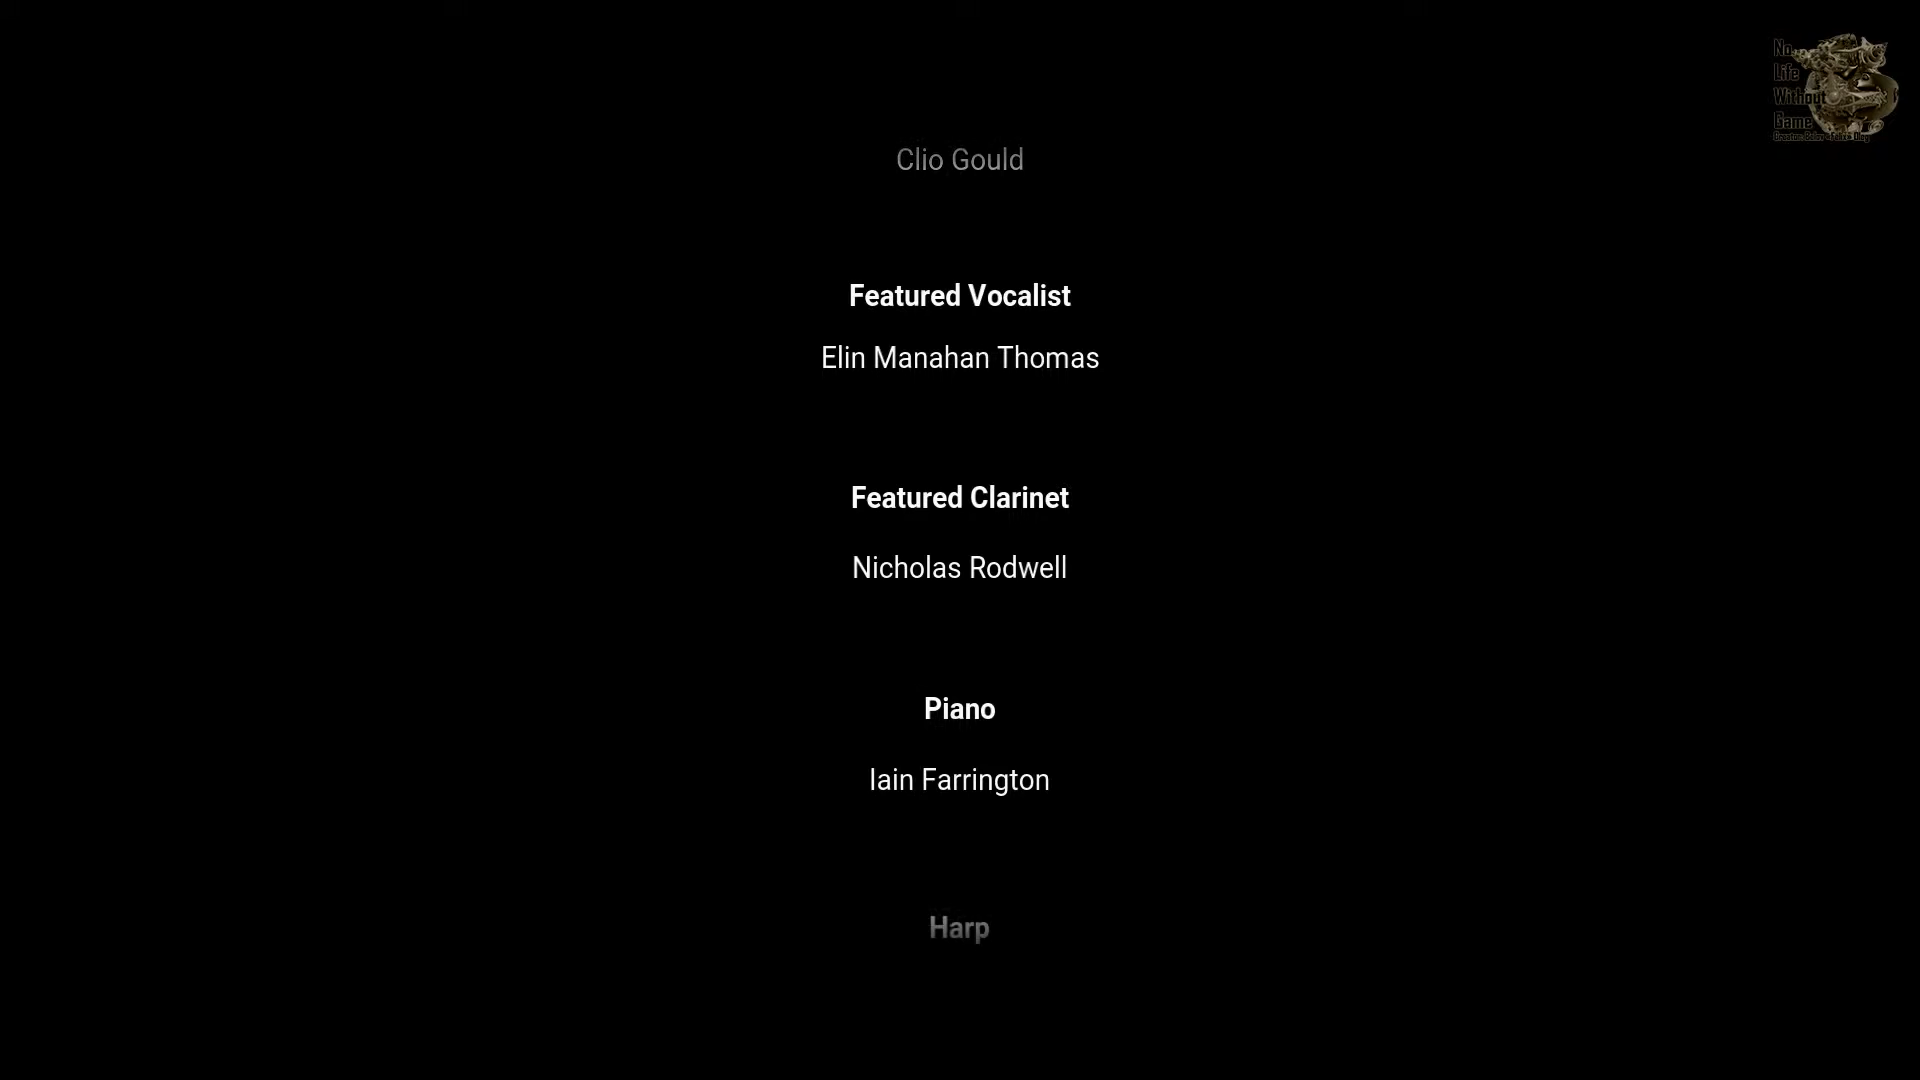 No
Life
Without
Game
Clio Gould
Featured Vocalist
Elin Manahan Thomas
Featured Clarinet
Nicholas Rodwell
Piano
Iain Farrington
Harp